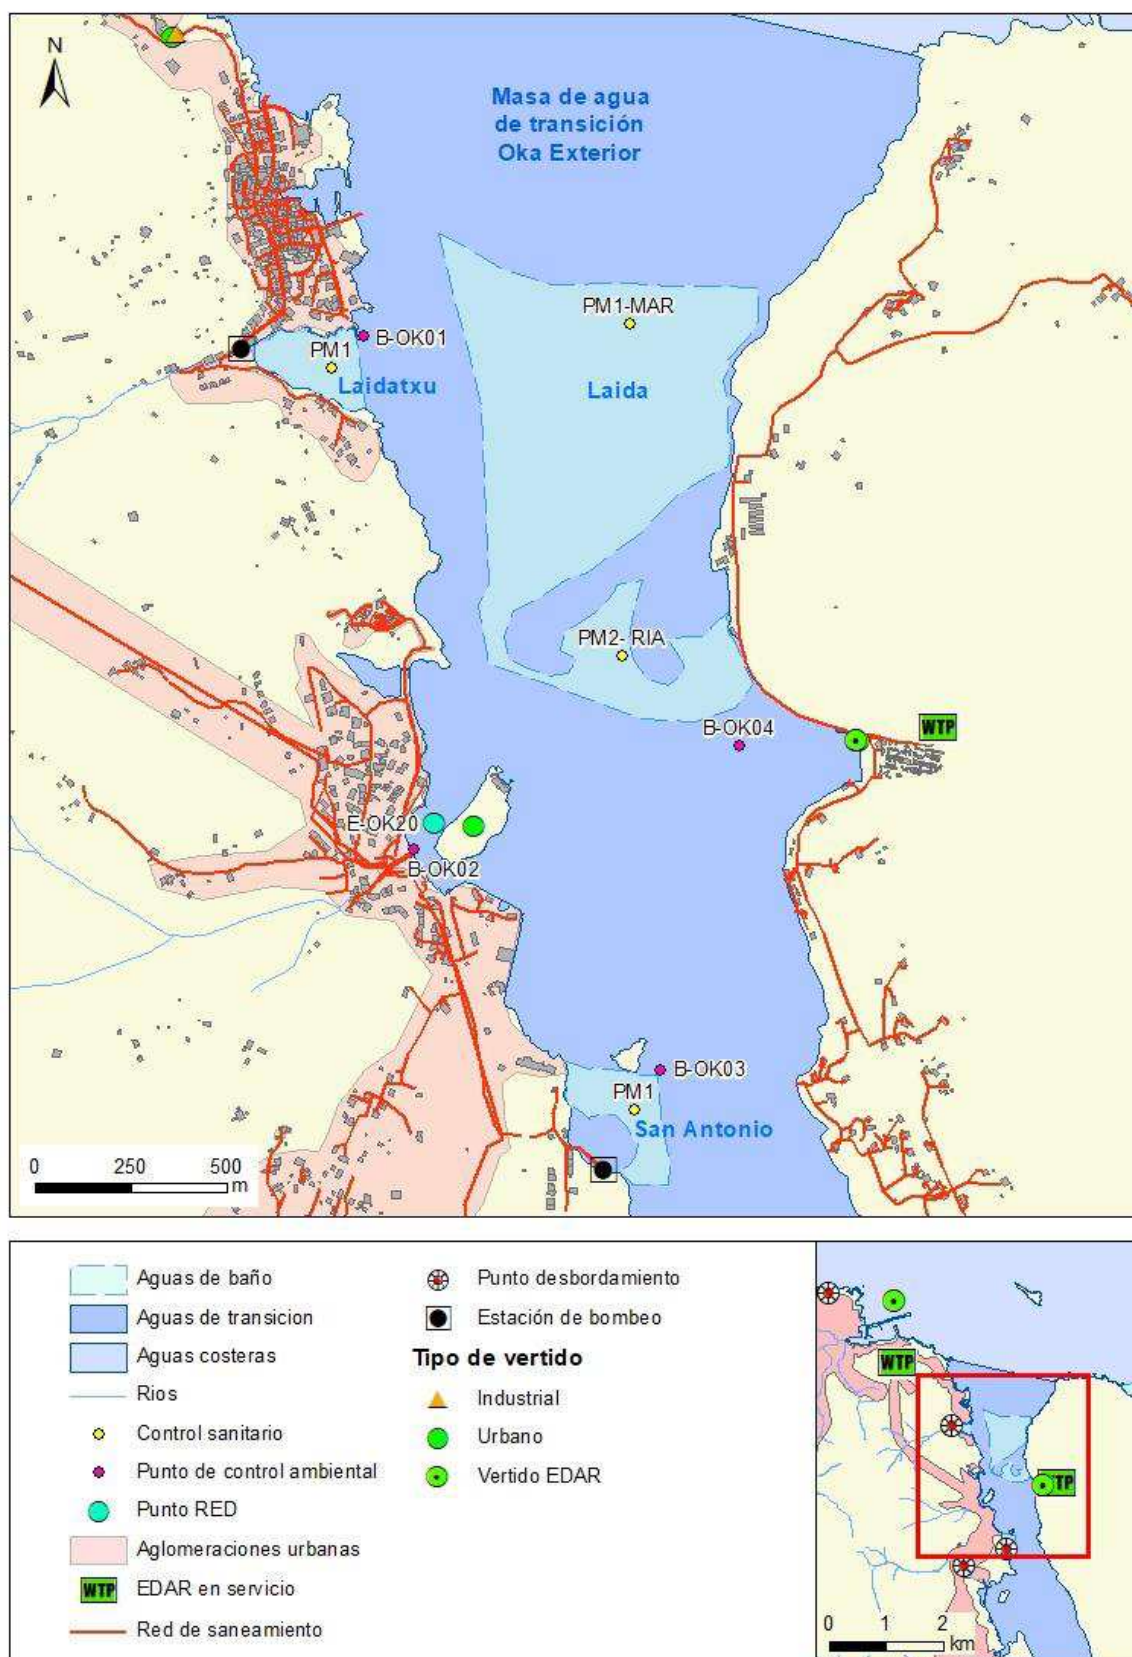 N
Masa de agua
de transición
Oka Exterior
PM1-MAR
B-OK01
PM1
Laidatxu
Laida
PM2- RIA
B-OK04
WTP
E-OK20
B-OK02
B-OK03
PM1
San Antonio
0 250 500
m
Aguas de baño
Aguas de transicion
Aguas costeras
Rios
Control sanitario
Punto de control ambiental
Punto RED
Aglomeraciones urbanas
WTP EDAR en servicio
Red de saneamiento
Punto desbordamiento
Estación de bombeo
Tipo de vertido
Industrial
Urbano
Vertido EDAR
WTP
TP
0 1 2
km